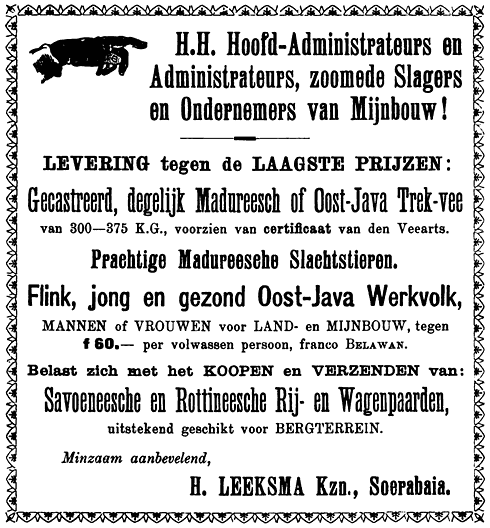 H.H. Hoofd-Administrateurs en
Administrateurs, zoomede Slagers
en Ondernemers van Mijnbouw!
LEVERING tegen de LAAGSTE PRIJZEN:
Gecastreerd, degelijk Madureesch of Oost-Java Trek-vee
van 300—375 K.G., voorzien van certificaat van den Veearts.
Prachtige Madureesche Slachtstieren.
Flink, jong en gezond Oost-Java Werkvolk,
MANNEN of VROUWEN voor LAND- en MIJNBOUW, tegen
f 60.— per volwassen persoon, franco BELAWAN.
Belast zich met het KOOPEN en VERZENDEN van:
Savoeneesche en Rottineesche Rij- en Wagenpaarden,
uitstekend geschikt voor BERGTERREIN.
Minzaam aanbevelend,
H. LEEKSMA Kzn., Soerabaia.